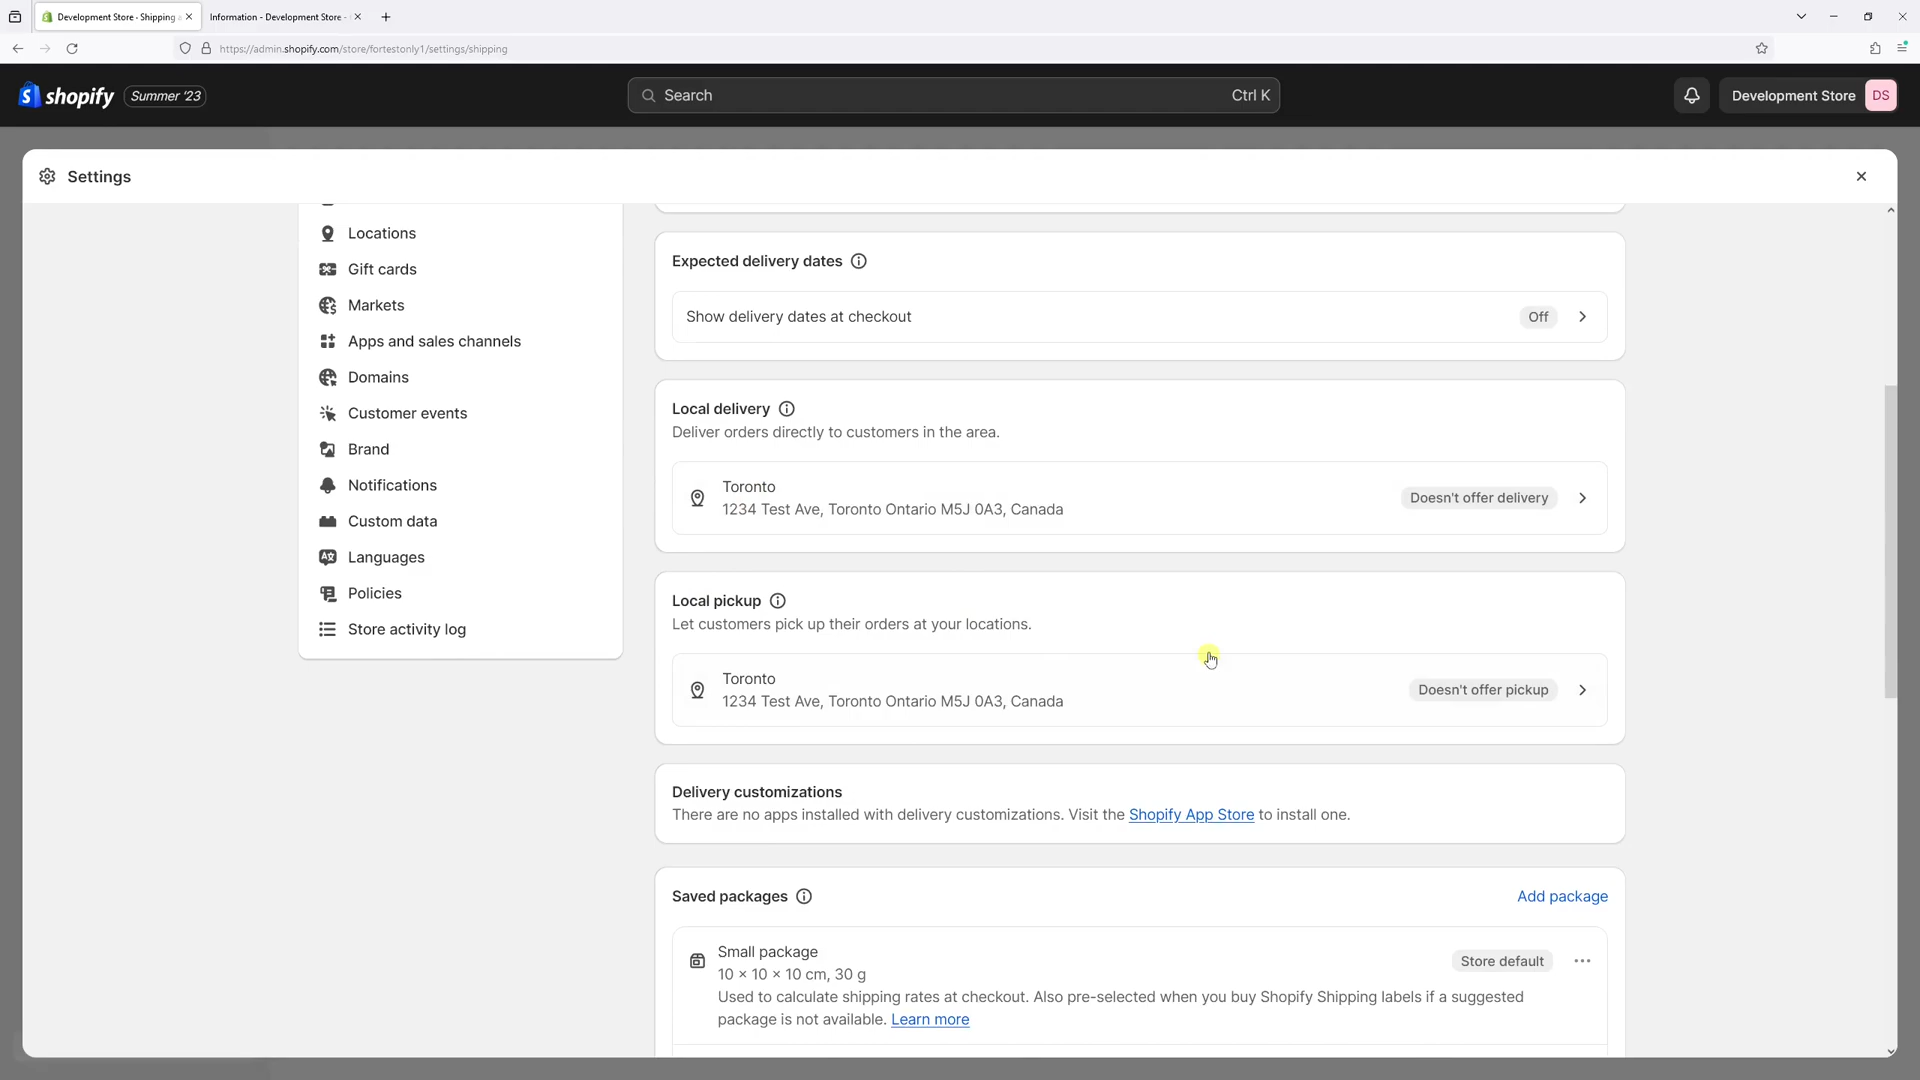 Development Store - Shipping
Information - Development Store -
https://admin.shopify.com/store/fortestonly1/settings/shipping
shopify
Summer '23
Search
Ctrl K
Development Store
DS
Settings
Locations
Gift cards
Markets
Apps and sales channels
Domains
Customer events
Brand
Notifications
Custom data
Languages
Policies
Store activity log
Expected delivery dates
Show delivery dates at checkout
Off
Local delivery
Deliver orders directly to customers in the area.
Toronto
1234 Test Ave, Toronto Ontario M5J 0A3, Canada
Doesn't offer delivery
Local pickup
Let customers pick up their orders at your locations.
Toronto
1234 Test Ave, Toronto Ontario M5J 0A3, Canada
Doesn't offer pickup
Delivery customizations
There are no apps installed with delivery customizations. Visit the Shopify App Store to install one.
Saved packages
Add package
Small package
10 × 10 × 10 cm, 30 g
Store default
Used to calculate shipping rates at checkout. Also pre-selected when you buy Shopify Shipping labels if a suggested
package is not available. Learn more